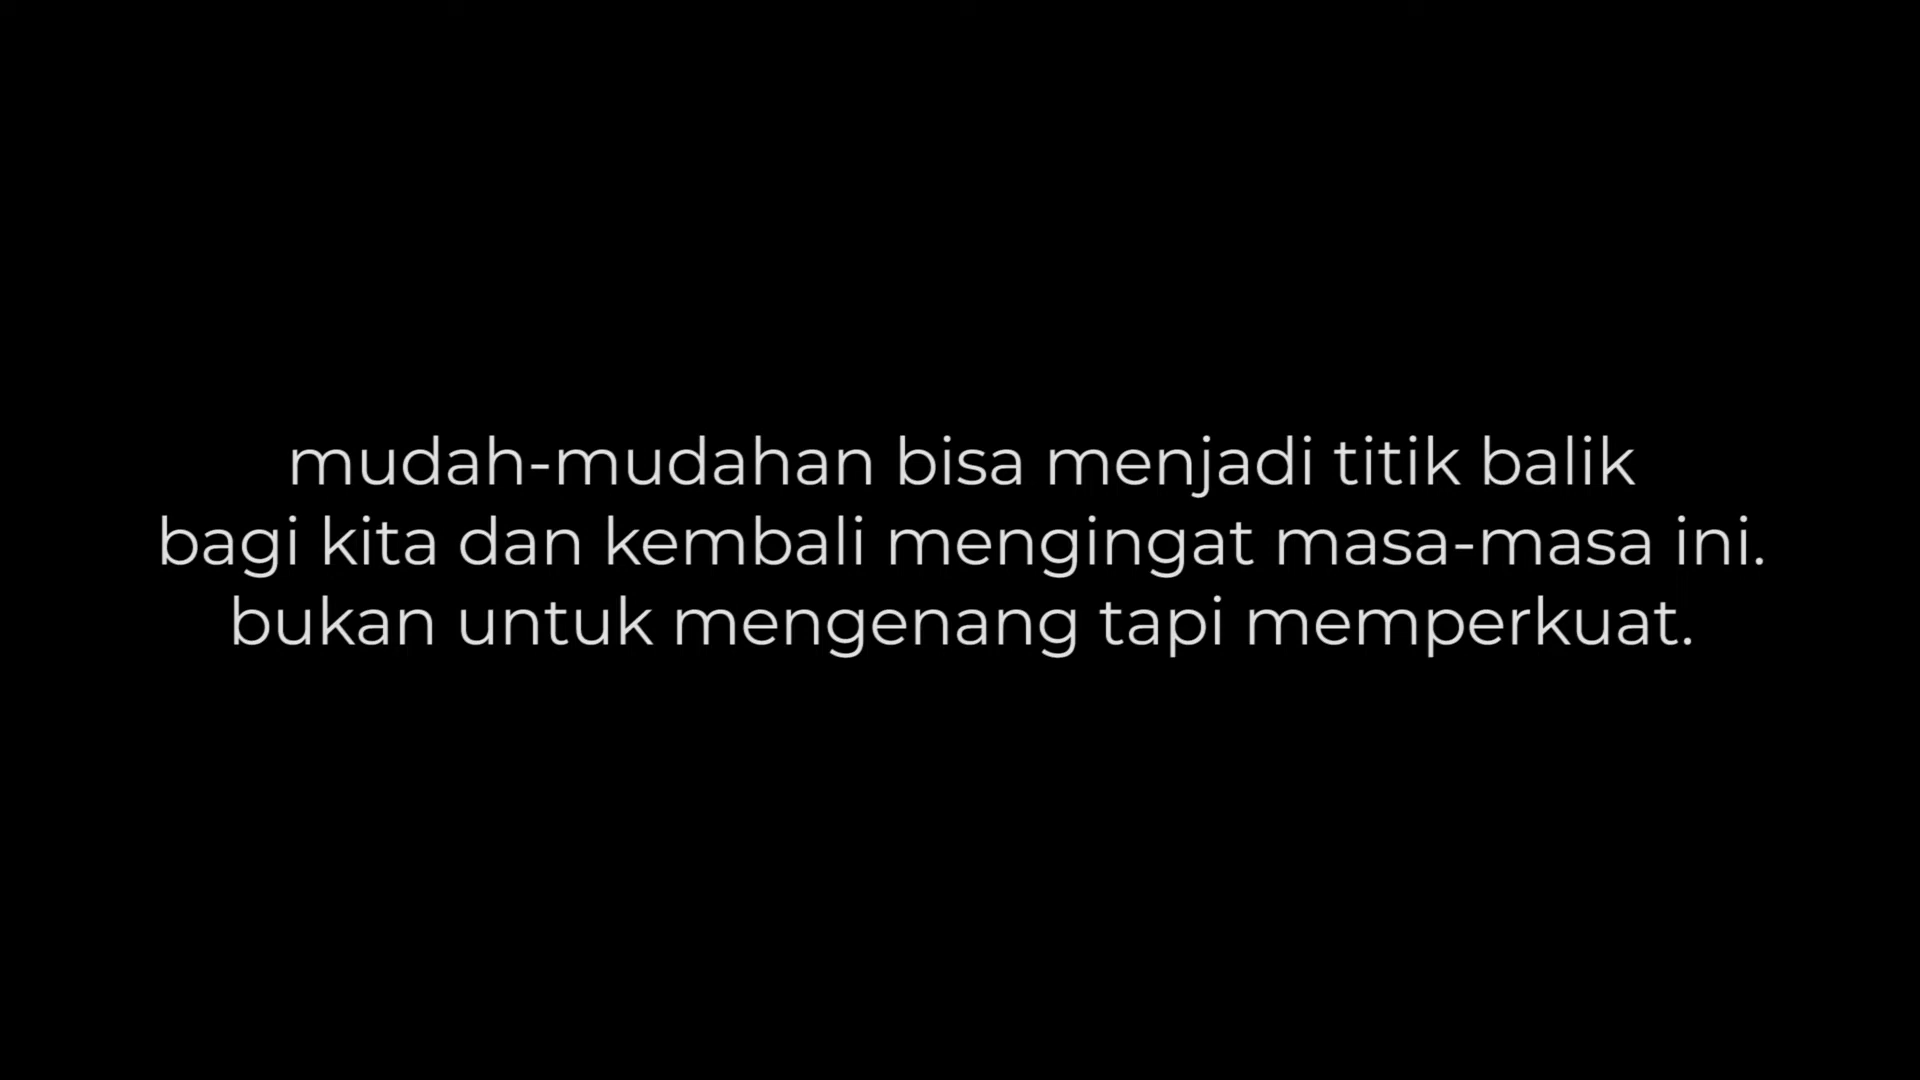 mudah-mudahan bisa menjadi titik balik
bagi kita dan kembali mengingat masa-masa ini.
bukan untuk mengenang tapi memperkuat.